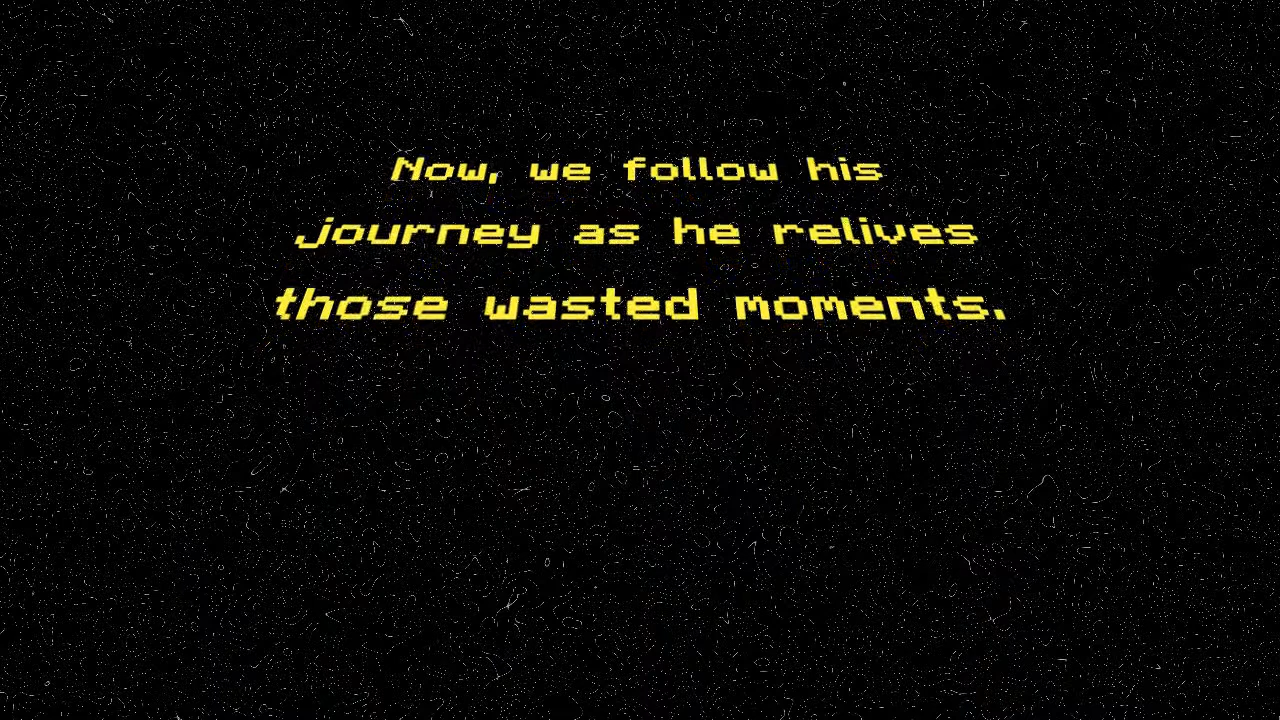 Now, we follow his
journey as he relives
those wasted moments.